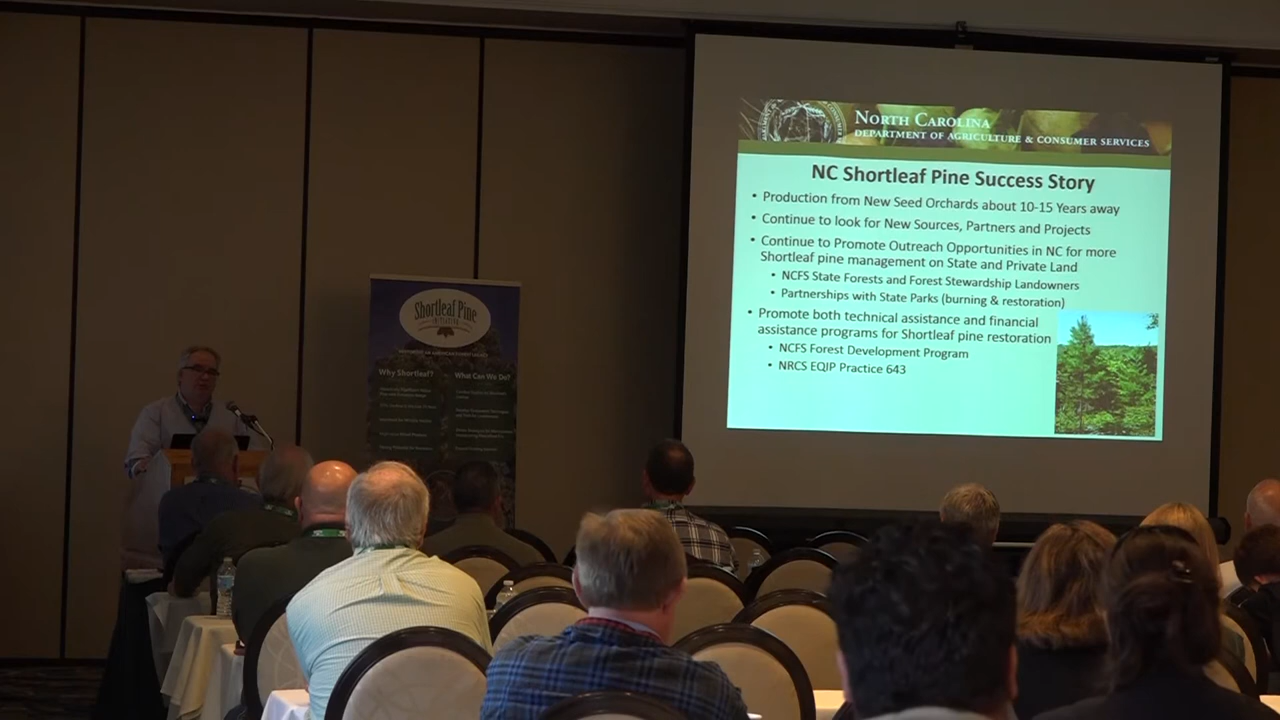 NORTH CAROLINA
DEPARTMENT OF AGRICULTURE & CONSUMER SERVICES
NC Shortleaf Pine Success Story
• Production from New Seed Orchards about 10-15 Years away
• Continue to look for New Sources, Partners and Projects
• Continue to Promote Outreach Opportunities in NC for more
Shortleaf pine management on State and Private Land
• NCFS State Forests and Forest Stewardship Landowners
• Partnerships with State Parks (burning & restoration)
• Promote both technical assistance and financial
assistance programs for Shortleaf pine restoration
• NCFS Forest Development Program
• NRCS EQIP Practice 643
Shortleaf Pine
INITIATIVE
Why Shortleaf?
What Can We Do?